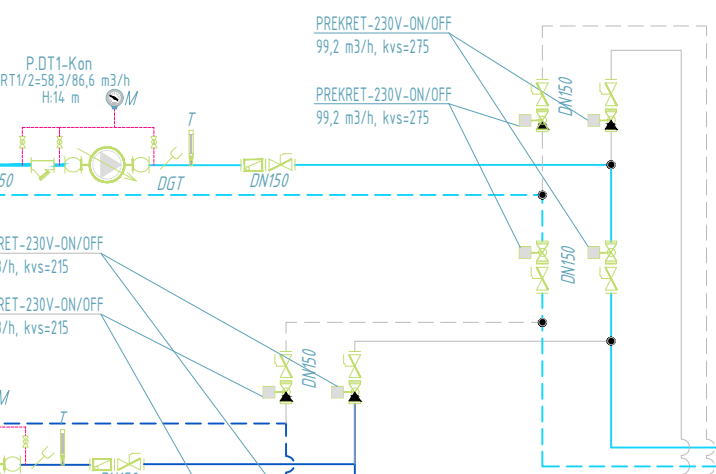 PREKRET-230V-ON/OFF
99,2 m3/h, kvs=275
P.DT1-Kon
RT1/2=58,3/86,6 m3/h
H:14 m
M
PREKRET-230V-ON/OFF
99,2 m3/h, kvs=275
DN150
T
50
DGT
DN150
RET-230V-ON/OFF
/h, kvs=215
DN150
RET-230V-ON/OFF
/h, kvs=215
DN150
M
T